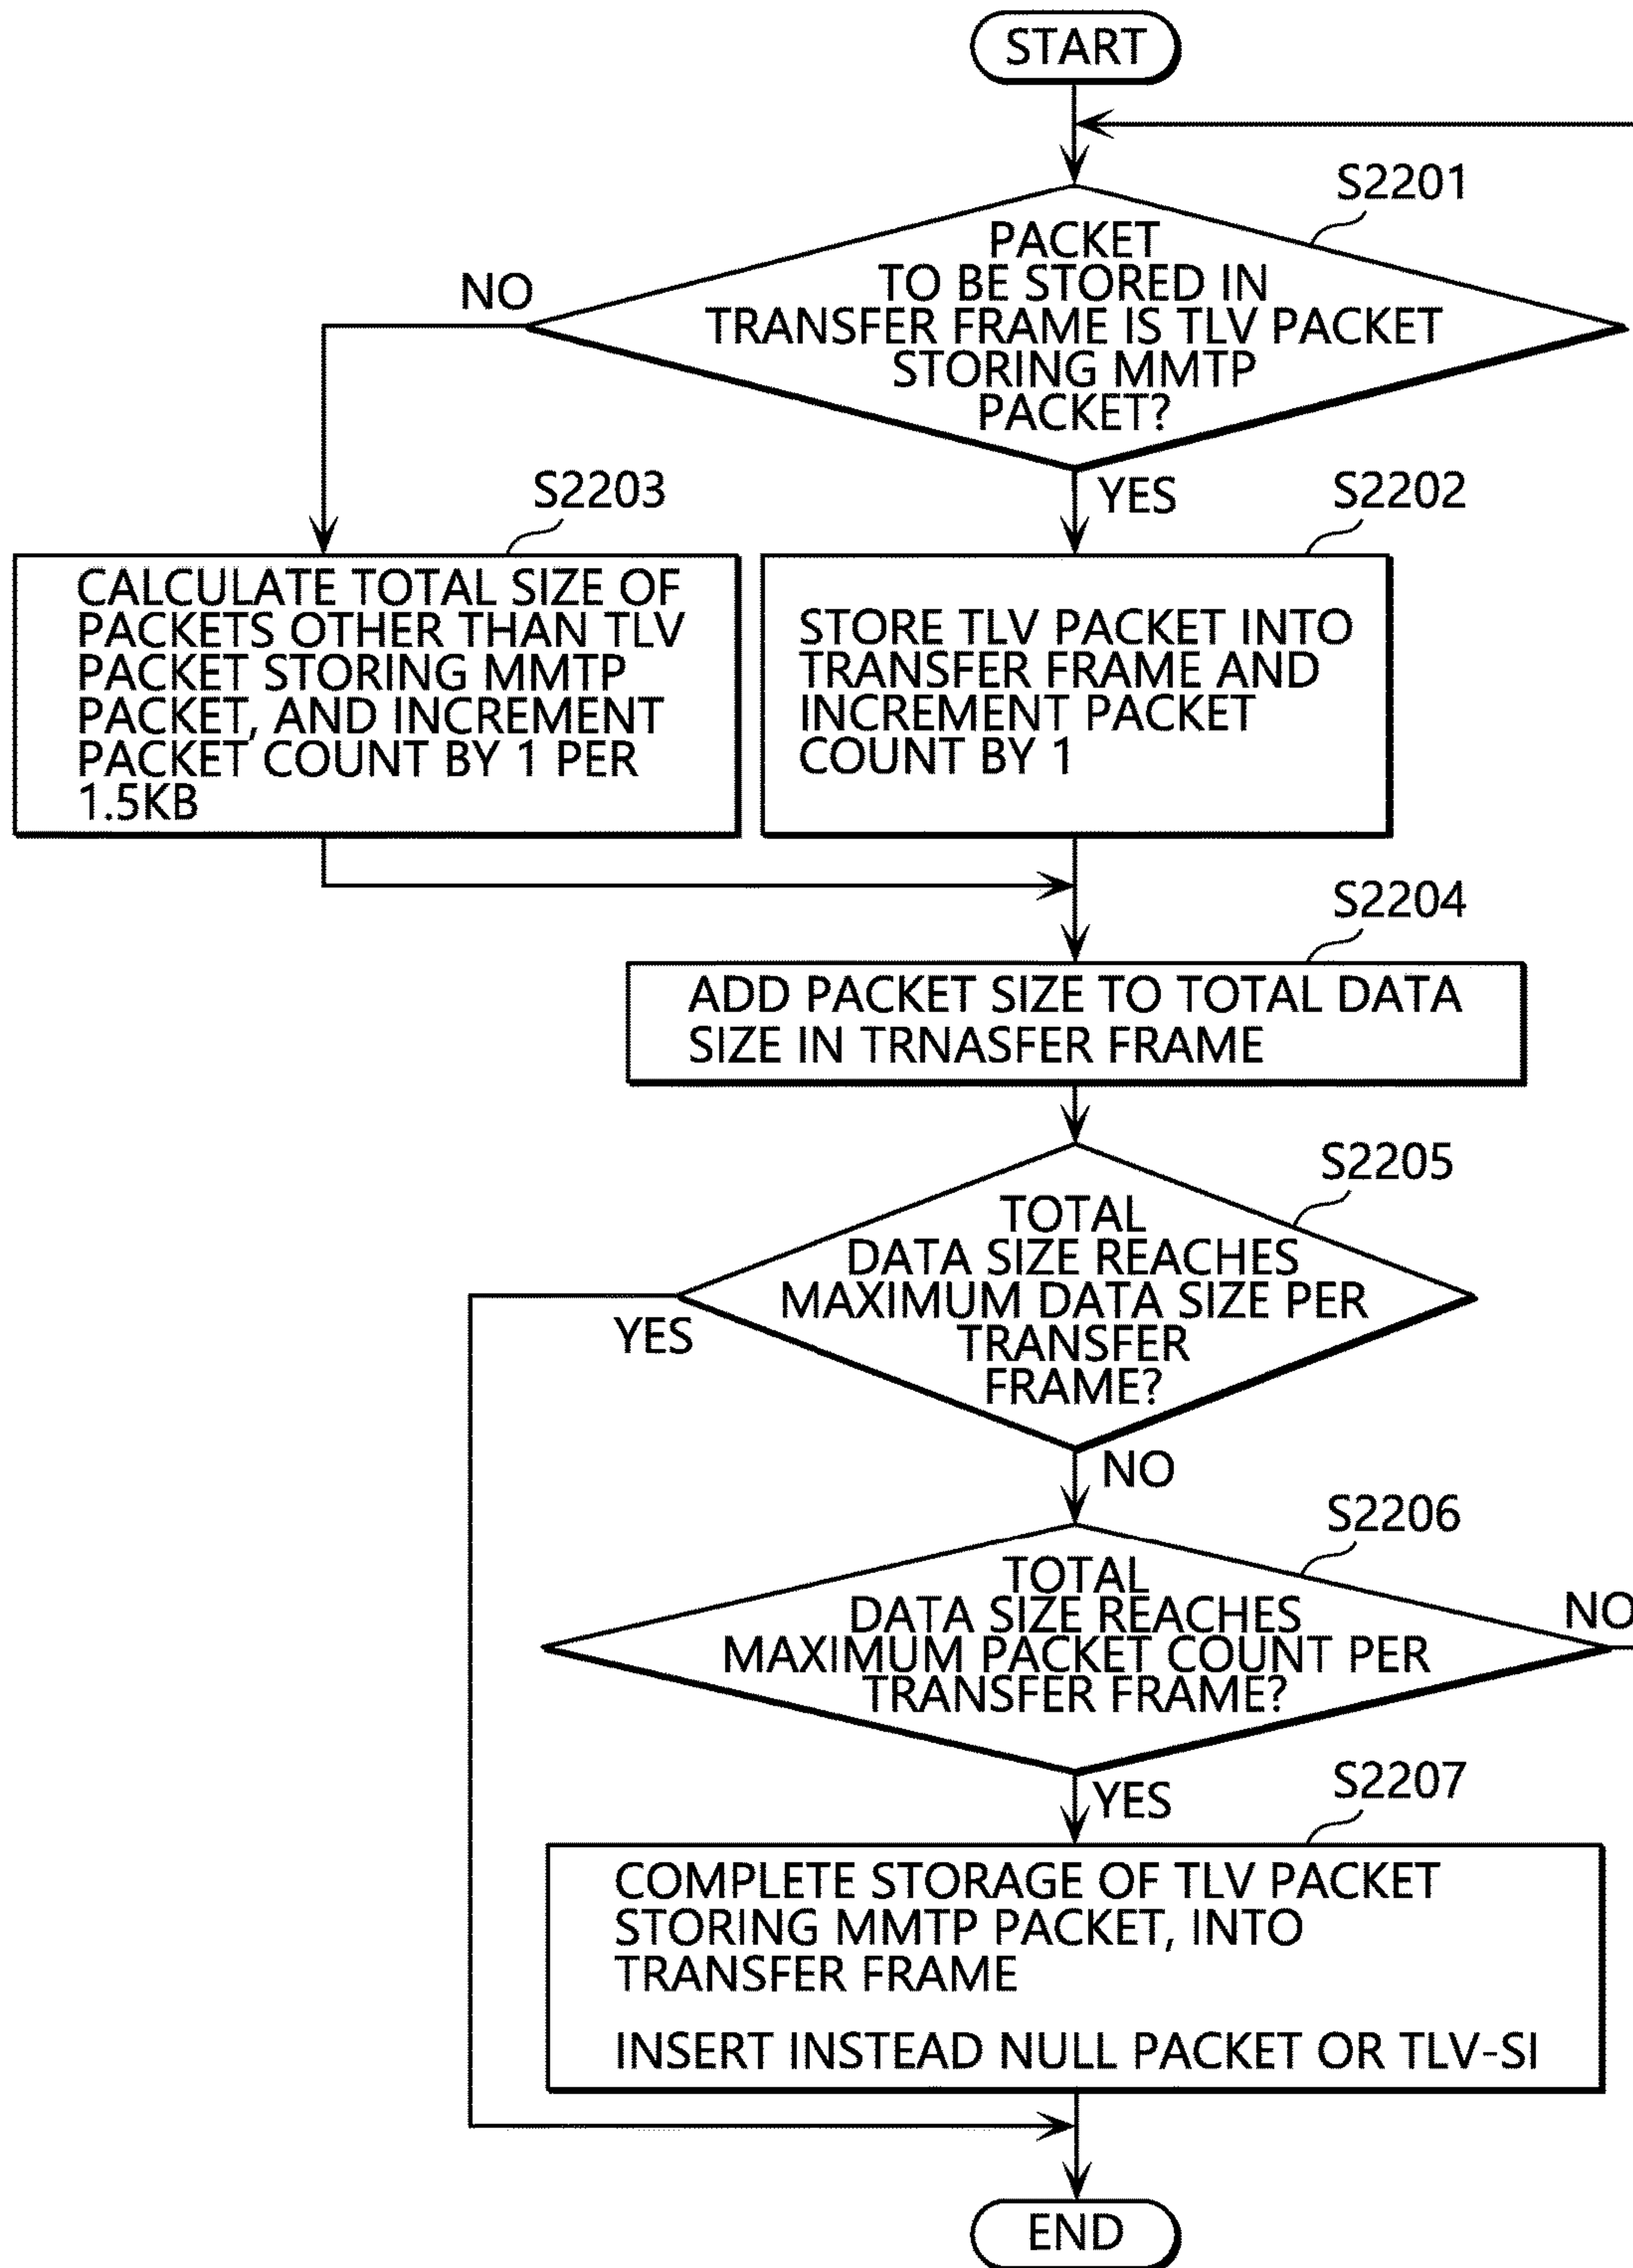 START
S2201
PACKET
TO BE STORED IN
TRANSFER FRAME IS TLV PACKET
STORING MMTP
PACKET?
NO
YES
S2203
CALCULATE TOTAL SIZE OF
PACKETS OTHER THAN TLV
PACKET STORING MMTP
PACKET, AND INCREMENT
PACKET COUNT BY 1 PER
1.5KB
S2202
STORE TLV PACKET INTO
TRANSFER FRAME AND
INCREMENT PACKET
COUNT BY 1
S2204
ADD PACKET SIZE TO TOTAL DATA
SIZE IN TRNASFER FRAME
S2205
TOTAL
DATA SIZE REACHES
MAXIMUM DATA SIZE PER
TRANSFER
FRAME?
YES
NO
S2206
TOTAL
DATA SIZE REACHES
MAXIMUM PACKET COUNT PER
TRANSFER FRAME?
NO
YES
S2207
COMPLETE STORAGE OF TLV PACKET
STORING MMTP PACKET, INTO
TRANSFER FRAME
INSERT INSTEAD NULL PACKET OR TLV-SI
END